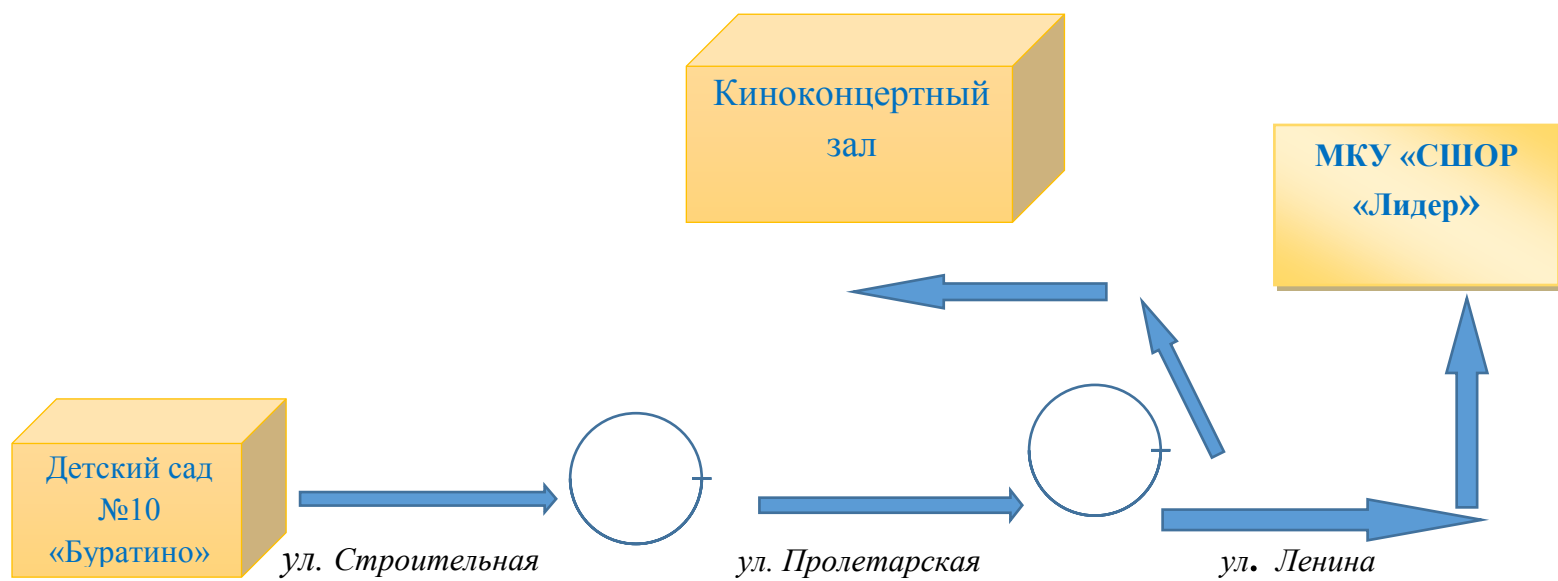 Киноконцертный
зал
МКУ «СШОР
«Лидер»
Детский сад
№10
«Буратино»
ул. Строительная
ул. Пролетарская
ул. Ленина